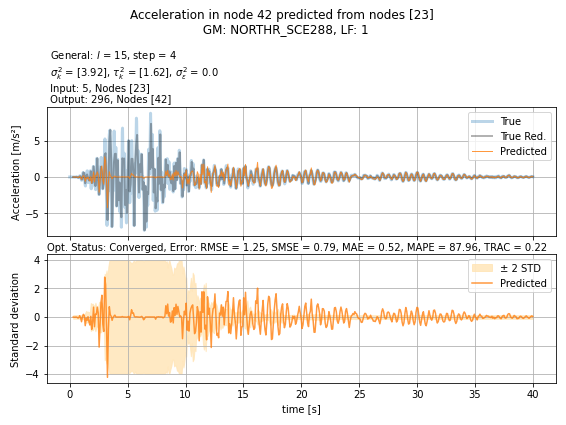 Acceleration in node 42 predicted from nodes [23]
GM: NORTHR_SCE288, LF: 1
General: l = 15, step = 4
σ²ₖ = [3.92], τ²ₖ = [1.62], σ²ε = 0.0
Input: 5, Nodes [23]
Output: 296, Nodes [42]
True
True Red.
Predicted
Acceleration [m/s²]
5
0
−5
Opt. Status: Converged, Error: RMSE = 1.25, SMSE = 0.79, MAE = 0.52, MAPE = 87.96, TRAC = 0.22
± 2 STD
Predicted
Standard deviation
4
2
0
−2
−4
0 5 10 15 20 25 30 35 40
time [s]